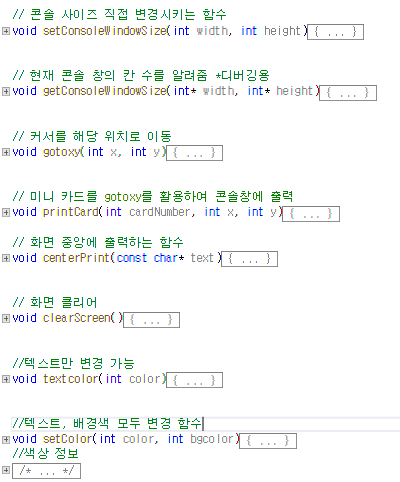 // 콘솔 사이즈 직접 변경시키는 함수
void setConsoleWindowSize(int width, int height){ ... }
// 현재 콘솔 창의 칸 수를 알려줌 *디버깅용
void getConsoleWindowSize(int* width, int* height){ ... }
// 커서를 해당 위치로 이동
void gotoxy(int x, int y){ ... }
// 미니 카드를 gotoxy를 활용하여 콘솔창에 출력
void printCard(int cardNumber, int x, int y){ ... }
// 화면 중앙에 출력하는 함수
void centerPrint(const char* text){ ... }
// 화면 클리어
void clearScreen(){ ... }
//텍스트만 변경 가능
void textcolor(int color){ ... }
//텍스트, 배경색 모두 변경 함수
void setColor(int color, int bgcolor){ ... }
//색상 정보
/* ... */